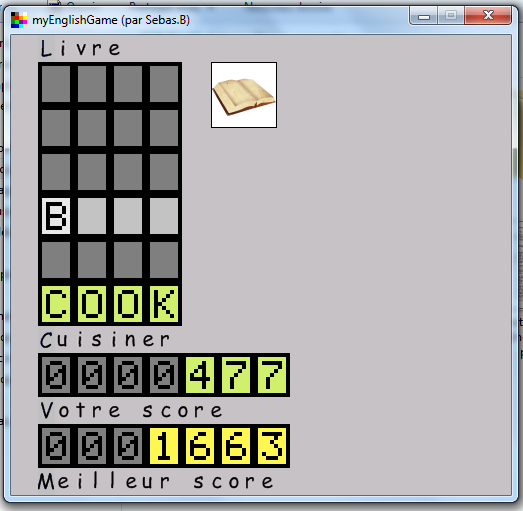 myEnglishGame (par Sebas.B)
Livre
B
COOK
Cuisiner
0000477
Votre score
0001663
Meilleur score